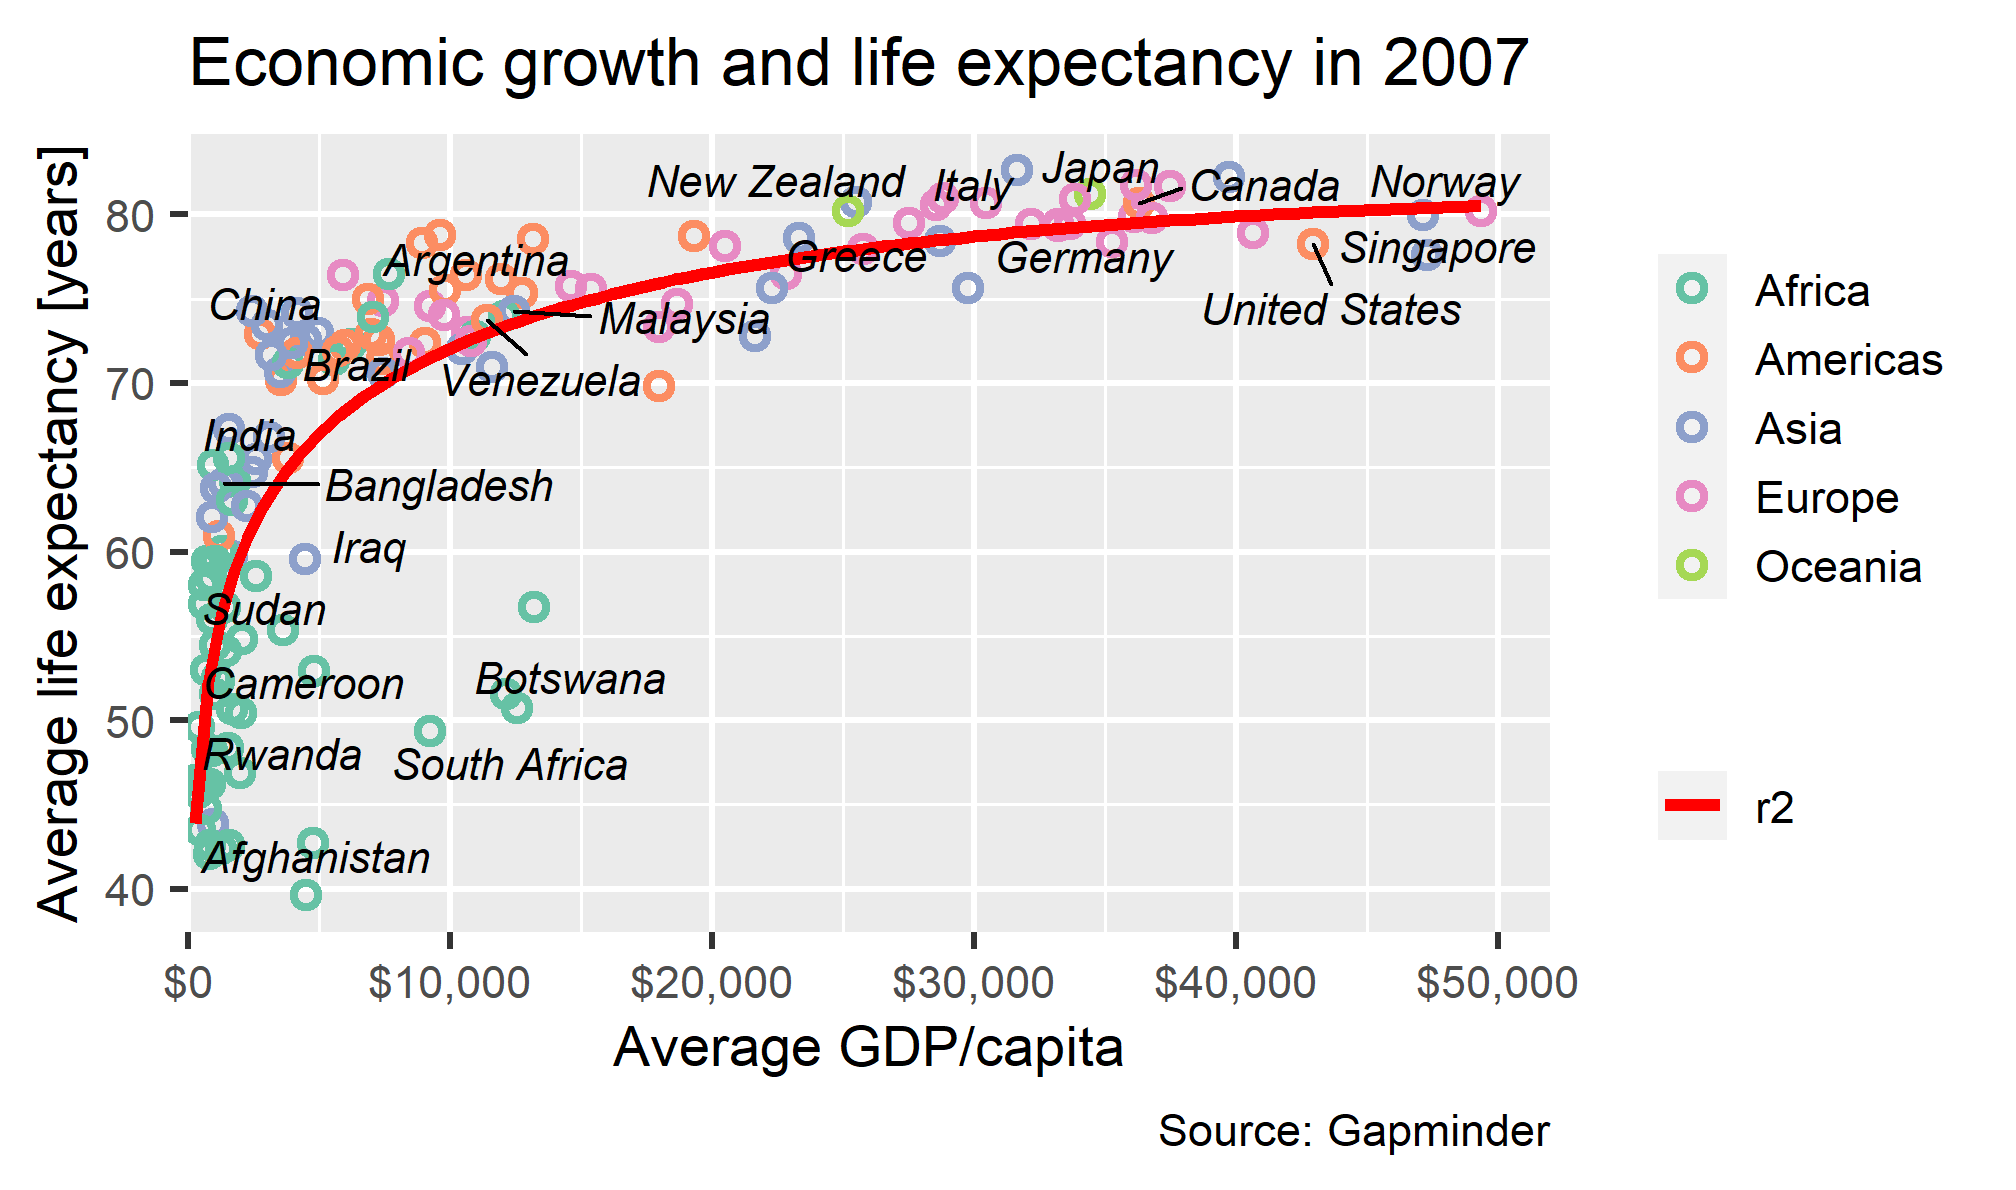 Economic growth and life expectancy in 2007
Average life expectancy [years]
80
70
60
50
40
New Zealand
Italy
Japan
Canada
Norway
Argentina
Greece
Germany
Singapore
China
Malaysia
United States
Brazil
Venezuela
India
Bangladesh
Iraq
Sudan
Cameroon
Botswana
Rwanda
South Africa
Afghanistan
$0
$10,000
$20,000
$30,000
$40,000
$50,000
Average GDP/capita
Africa
Americas
Asia
Europe
Oceania
r2
Source: Gapminder